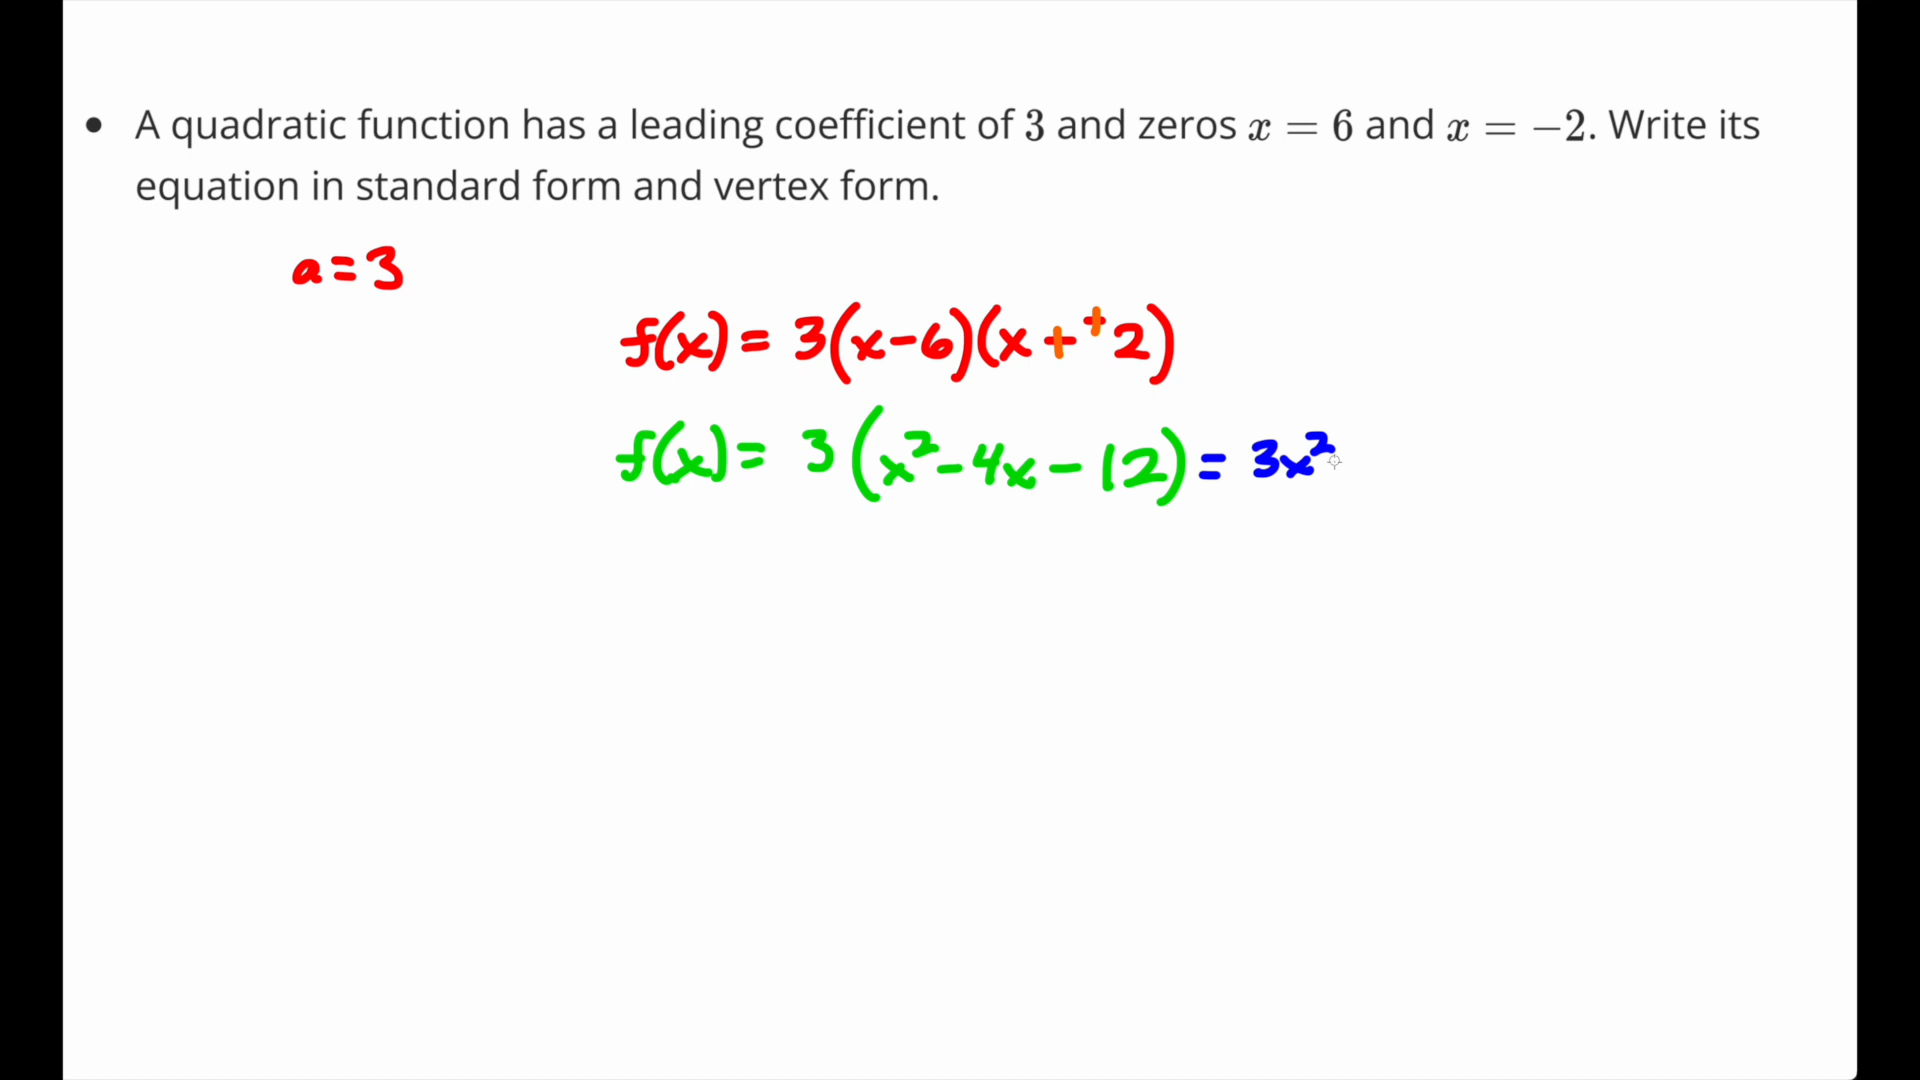 • A quadratic function has a leading coefficient of 3 and zeros x = 6 and x = −2. Write its
equation in standard form and vertex form.
a = 3
f(x) = 3(x-6)(x + +2)
f(x) = 3(x² - 4x - 12) = 3x²